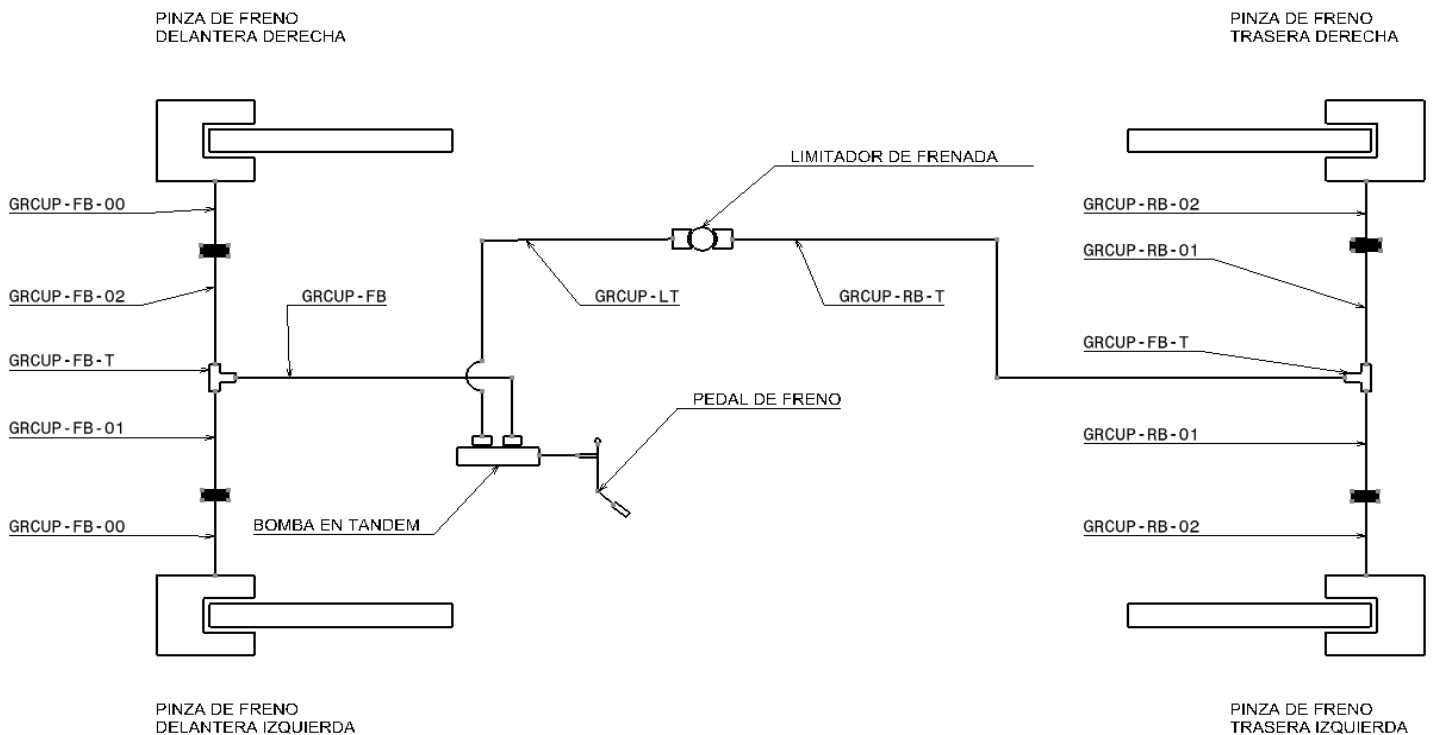 PINZA DE FRENO
DELANTERA DERECHA
PINZA DE FRENO
TRASERA DERECHA
LIMITADOR DE FRENADA
GRCUP-FB-00
GRCUP-RB-02
GRCUP-RB-01
GRCUP-FB-02
GRCUP-FB
GRCUP-LT
GRCUP-RB-T
GRCUP-FB-T
GRCUP-FB-T
PEDAL DE FRENO
GRCUP-FB-01
GRCUP-RB-01
GRCUP-FB-00
BOMBA EN TANDEM
GRCUP-RB-02
PINZA DE FRENO
DELANTERA IZQUIERDA
PINZA DE FRENO
TRASERA IZQUIERDA